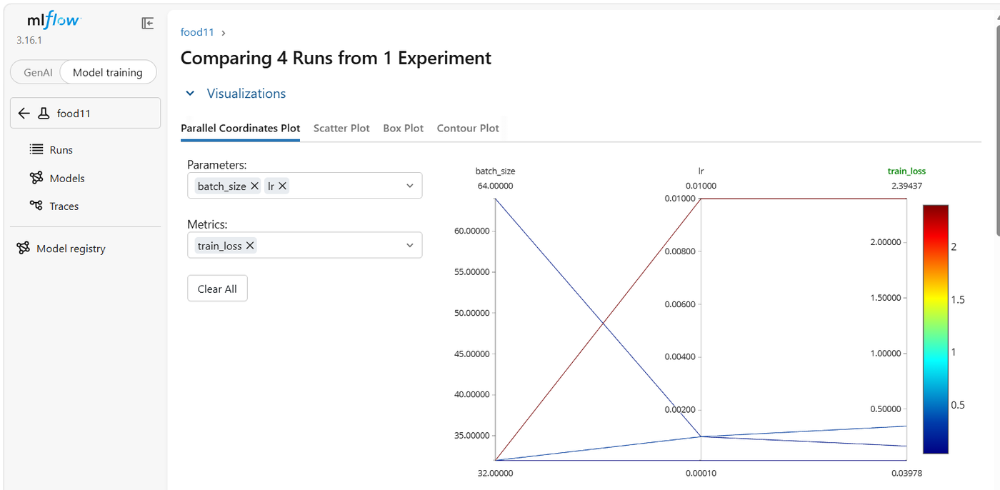 mlflow
3.16.1
GenAI
Model training
food11
Runs
Models
Traces
Model registry
food11 ›
Comparing 4 Runs from 1 Experiment
Visualizations
Parallel Coordinates Plot Scatter Plot Box Plot Contour Plot
Parameters:
batch_size lr
Metrics:
train_loss
Clear All
batch_size lr train_loss
64.00000 0.01000 2.39437
60.00000
55.00000
50.00000
45.00000
40.00000
35.00000
32.00000
0.01000
0.00800
0.00600
0.00400
0.00200
0.00010
2.00000
1.50000
1.00000
0.50000
0.03978
2
1.5
1
0.5